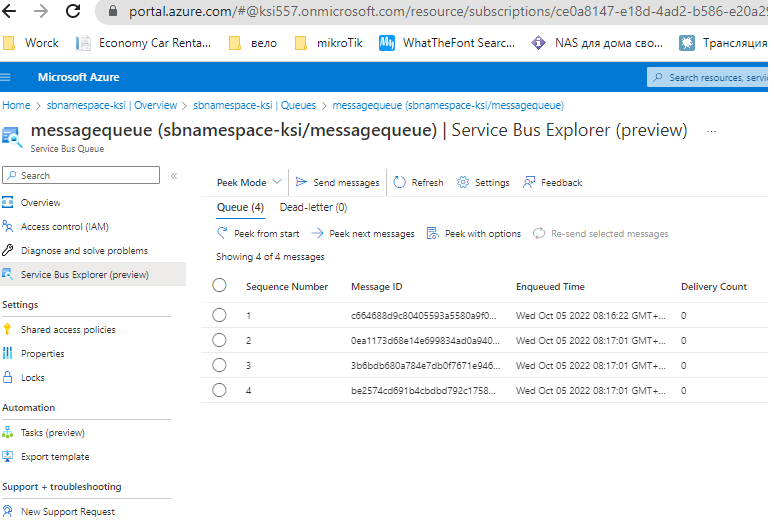 portal.azure.com/#@ksi557.onmicrosoft.com/resource/subscriptions/ce0a8147-e18d-4ad2-b586-e20a29
Worck Economy Car Renta... вело mikroTik WhatTheFont Searc... NAS для дома сво... Трансляция
Microsoft Azure Search resources, servi
Home > sbnamespace-ksi | Overview > sbnamespace-ksi | Queues > messagequeue (sbnamespace-ksi/messagequeue)
messagequeue (sbnamespace-ksi/messagequeue) | Service Bus Explorer (preview) ...
Service Bus Queue
Search «
Overview
Access control (IAM)
Diagnose and solve problems
Service Bus Explorer (preview)
Settings
Shared access policies
Properties
Locks
Automation
Tasks (preview)
Export template
Support + troubleshooting
New Support Request
Peek Mode Send messages Refresh Settings Feedback
Queue (4) Dead-letter (0)
Peek from start Peek next messages Peek with options Re-send selected messages
Showing 4 of 4 messages
Sequence Number Message ID Enqueued Time Delivery Count
1 c664688d9c80405593a5580a9f0... Wed Oct 05 2022 08:16:22 GMT+... 0
2 0ea1173d68e14e699834ad0a940... Wed Oct 05 2022 08:17:01 GMT+... 0
3 3b6bdb680a784e7db0f7671e946... Wed Oct 05 2022 08:17:01 GMT+... 0
4 be2574cd691b4cbdbd792c1758... Wed Oct 05 2022 08:17:01 GMT+... 0